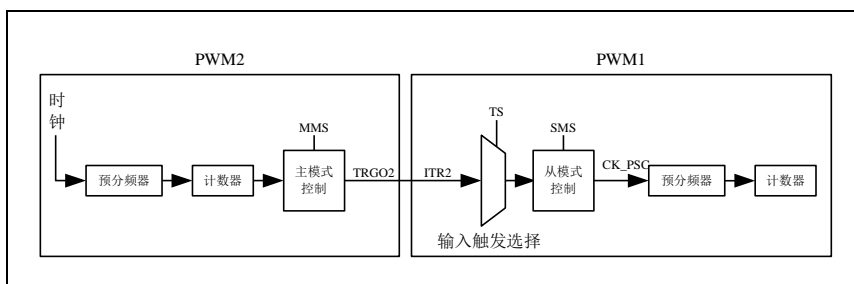 PWM2
PWM1
时
钟
MMS
TS
SMS
预分频器
计数器
主模式
控制
TRGO2
ITR2
从模式
控制
CK_PSG
预分频器
计数器
输入触发选择